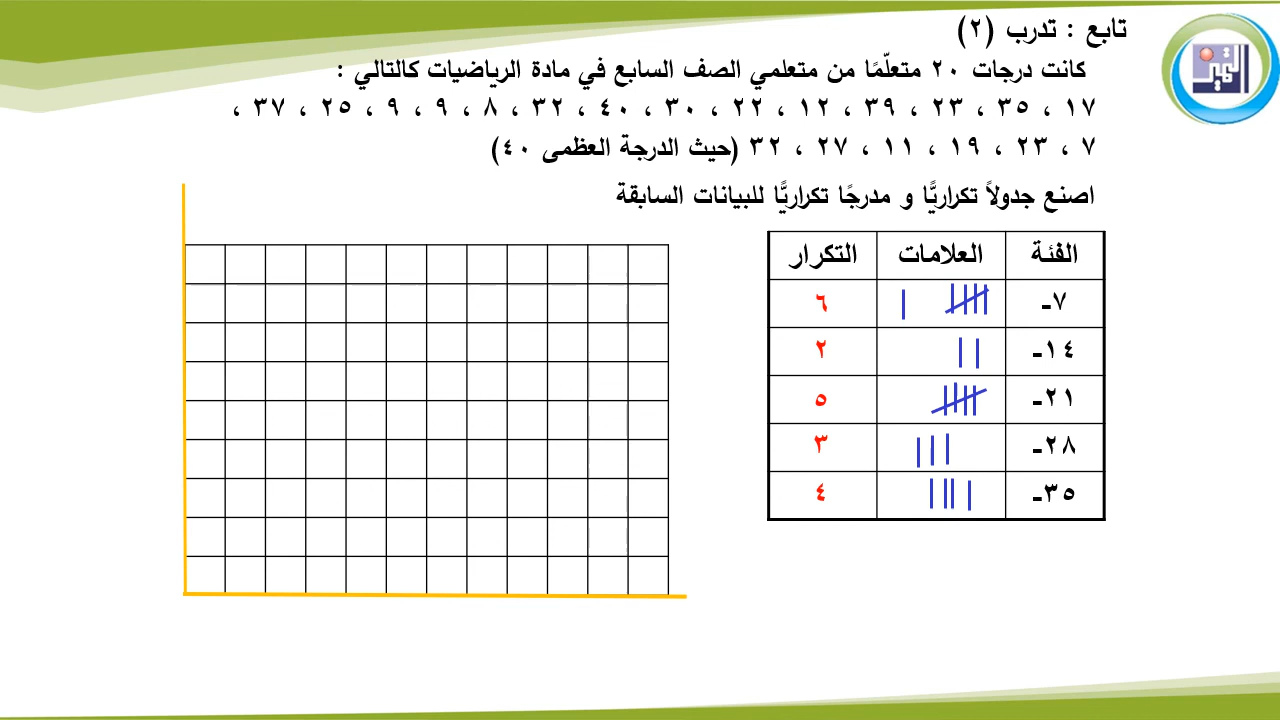 تابع : تدرب (٢)
كانت درجات ٢٠ متعلّمًا من متعلمي الصف السابع في مادة الرياضيات كالتالي :
١٧ ، ٣٥ ، ٢٣ ، ٣٩ ، ١٢ ، ٢٢ ، ٣٠ ، ٤٠ ، ٣٢ ، ٨ ، ٩ ، ٩ ، ٢٥ ، ٣٧ ،
٧ ، ٢٣ ، ١٩ ، ١١ ، ٢٧ ، ٣٢ (حيث الدرجة العظمى ٤٠)
اصنع جدولاً تكراريًّا و مدرجًا تكراريًّا للبيانات السابقة
الفئة العلامات التكرار
٧- ٦
١٤- ٢
٢١- ٥
٢٨- ٣
٣٥- ٤
التميز